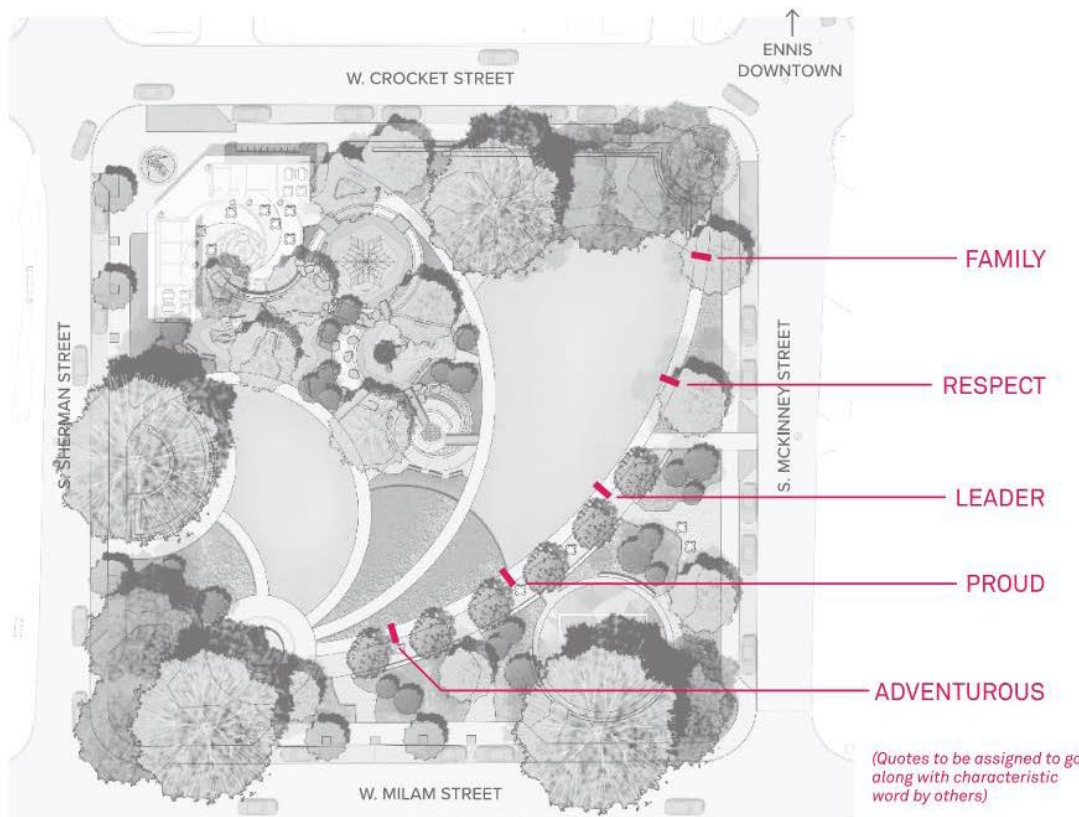 ENNIS
DOWNTOWN
W. CROCKET STREET
S. SHERMAN STREET
S. MCKINNEY STREET
FAMILY
RESPECT
LEADER
PROUD
ADVENTUROUS
(Quotes to be assigned to go
along with characteristic
word by others)
W. MILAM STREET